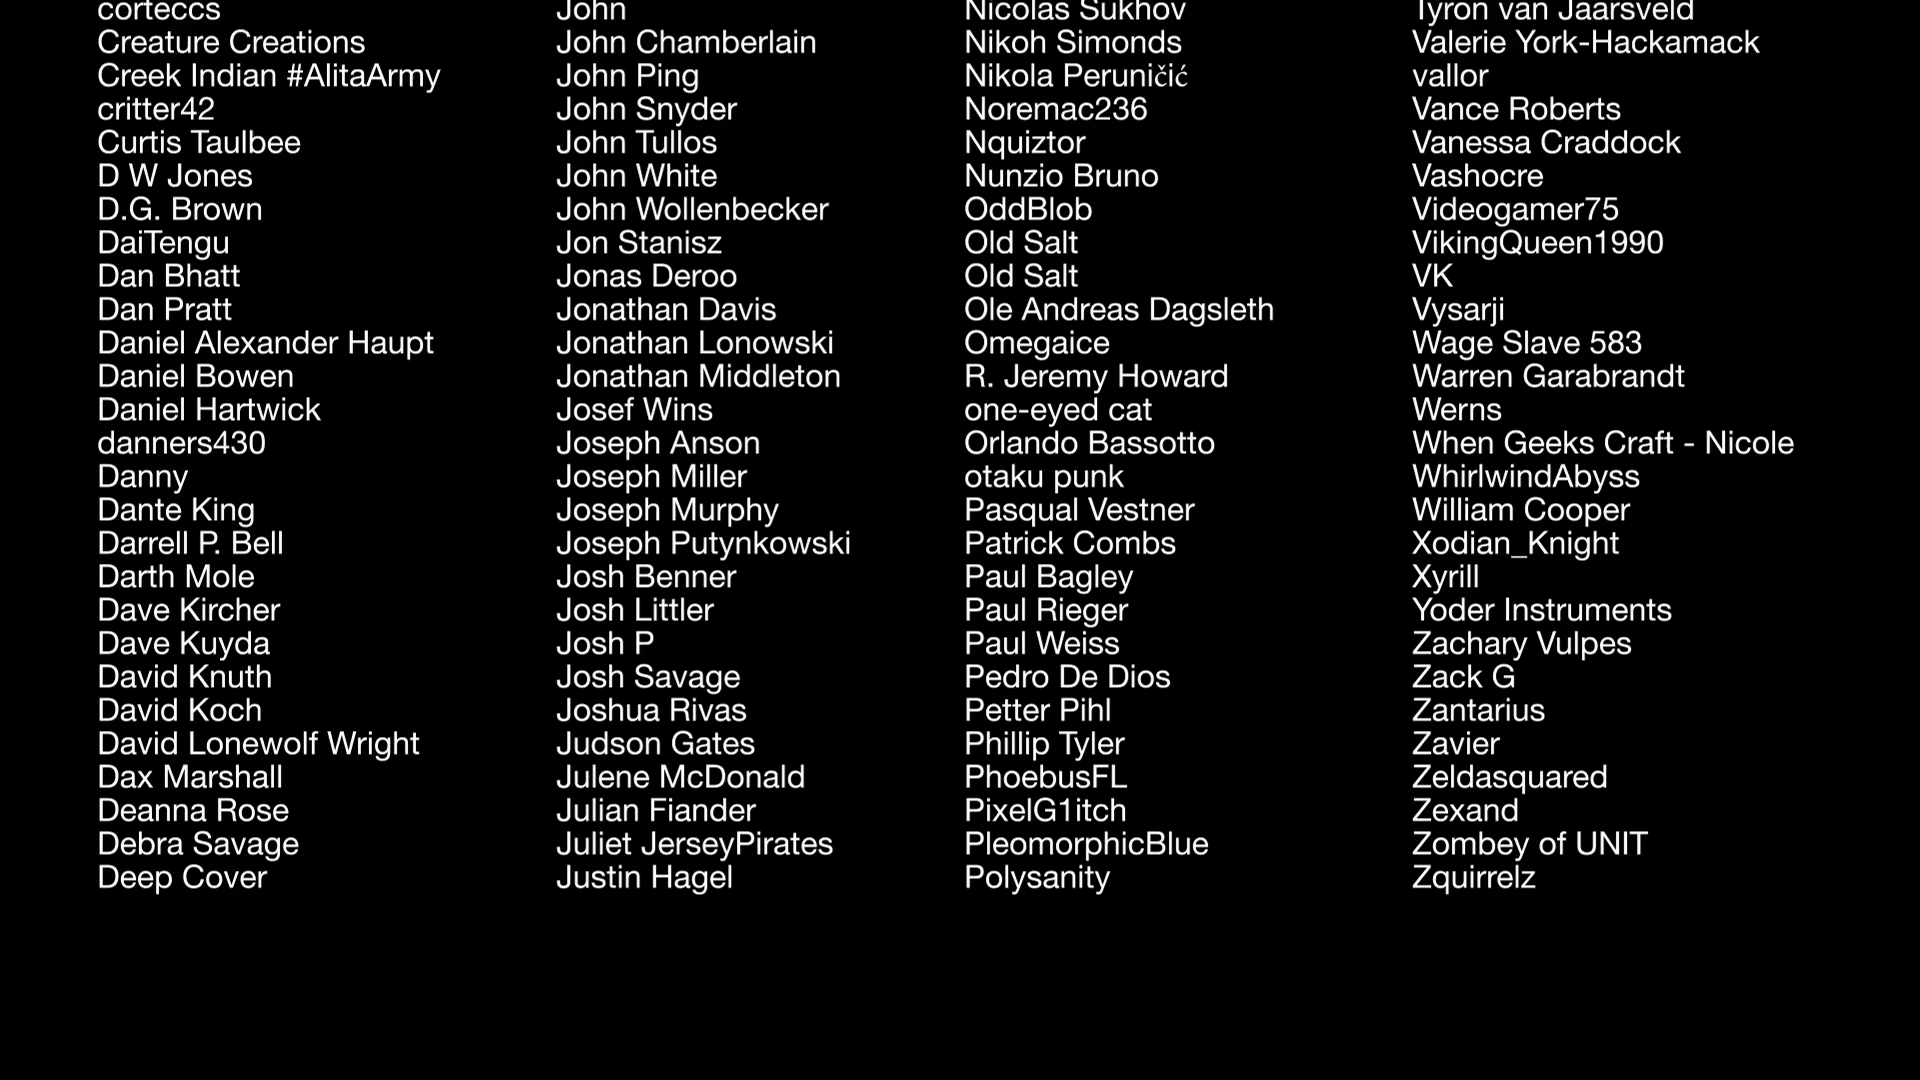 corteccs
Creature Creations
Creek Indian #AlitaArmy
critter42
Curtis Taulbee
D W Jones
D.G. Brown
DaiTengu
Dan Bhatt
Dan Pratt
Daniel Alexander Haupt
Daniel Bowen
Daniel Hartwick
danners430
Danny
Dante King
Darrell P. Bell
Darth Mole
Dave Kircher
Dave Kuyda
David Knuth
David Koch
David Lonewolf Wright
Dax Marshall
Deanna Rose
Debra Savage
Deep Cover
John
John Chamberlain
John Ping
John Snyder
John Tullos
John White
John Wollenbecker
Jon Stanisz
Jonas Deroo
Jonathan Davis
Jonathan Lonowski
Jonathan Middleton
Josef Wins
Joseph Anson
Joseph Miller
Joseph Murphy
Joseph Putynkowski
Josh Benner
Josh Littler
Josh P
Josh Savage
Joshua Rivas
Judson Gates
Julene McDonald
Julian Fiander
Juliet JerseyPirates
Justin Hagel
Nicolas Sukhov
Nikoh Simonds
Nikola Peruničić
Noremac236
Nquiztor
Nunzio Bruno
OddBlob
Old Salt
Old Salt
Ole Andreas Dagsleth
Omegaice
R. Jeremy Howard
one-eyed cat
Orlando Bassotto
otaku punk
Pasqual Vestner
Patrick Combs
Paul Bagley
Paul Rieger
Paul Weiss
Pedro De Dios
Petter Pihl
Phillip Tyler
PhoebusFL
PixelG1itch
PleomorphicBlue
Polysanity
Tyron van Jaarsveld
Valerie York-Hackamack
vallor
Vance Roberts
Vanessa Craddock
Vashocre
Videogamer75
VikingQueen1990
VK
Vysarji
Wage Slave 583
Warren Garabrandt
Werns
When Geeks Craft - Nicole
WhirlwindAbyss
William Cooper
Xodian_Knight
Xyrill
Yoder Instruments
Zachary Vulpes
Zack G
Zantarius
Zavier
Zeldasquared
Zexand
Zombey of UNIT
Zquirrelz